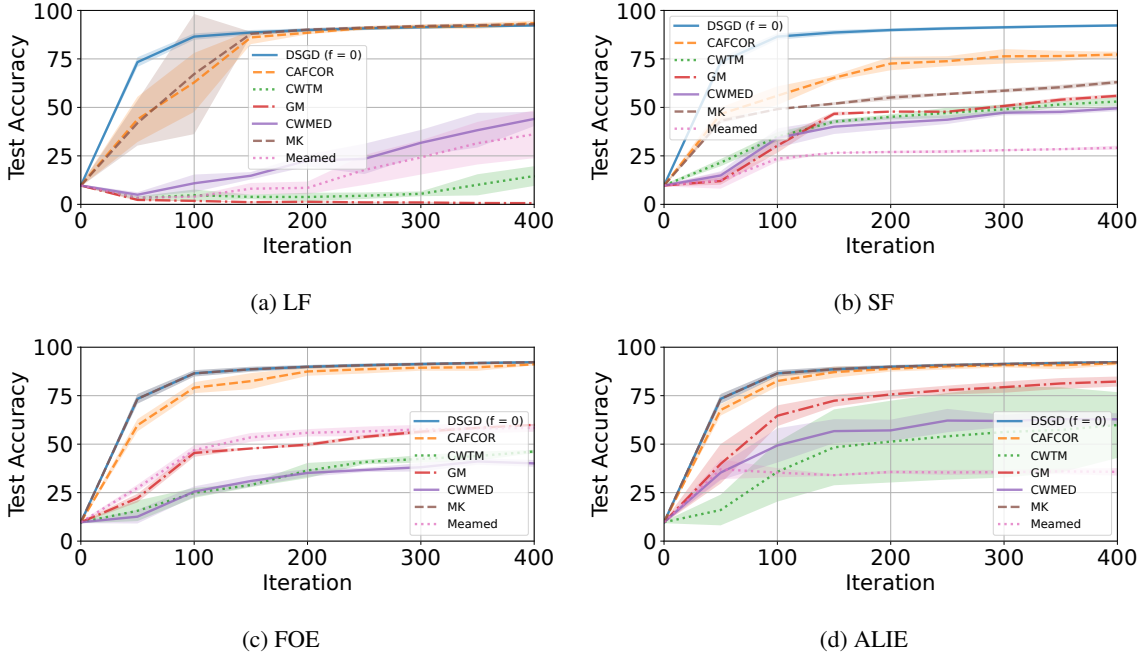 100
75
50
25
0
Test Accuracy
DSGD (f = 0)
CAFCOR
CWTM
GM
CWMED
MK
Meamed
0 100 200 300 400
Iteration
(a) LF
100
75
50
25
0
Test Accuracy
DSGD (f = 0)
CAFCOR
CWTM
GM
CWMED
MK
Meamed
0 100 200 300 400
Iteration
(b) SF
100
75
50
25
0
Test Accuracy
DSGD (f = 0)
CAFCOR
CWTM
GM
CWMED
MK
Meamed
0 100 200 300 400
Iteration
(c) FOE
100
75
50
25
0
Test Accuracy
DSGD (f = 0)
CAFCOR
CWTM
GM
CWMED
MK
Meamed
0 100 200 300 400
Iteration
(d) ALIE